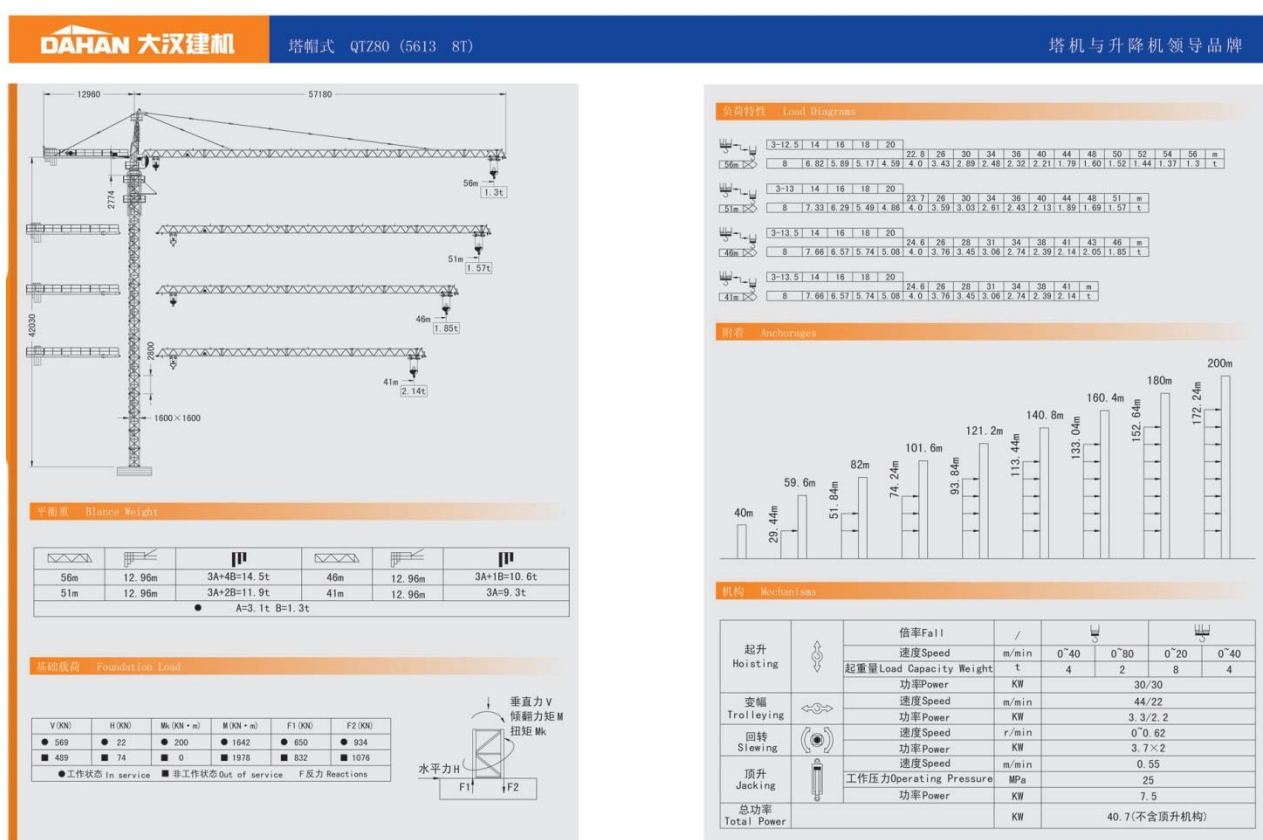 DAHAN 大汉建机
塔帽式 QTZ80 (5613 8T)
塔机与升降机领导品牌
12960
57180
56m
1.3t
2774
51m
1.57t
46m
1.85t
42030
2800
41m
2.14t
1600×1600
平衡重 Blance Weight
56m 12.96m 3A+4B=14.5t 46m 12.96m 3A+1B=10.6t
51m 12.96m 3A+2B=11.9t 41m 12.96m 3A=9.3t
● A=3.1t B=1.3t
基础载荷 Foundation Load
V(KN) H(KN) Mk(KN·m) M(KN·m) F1(KN) F2(KN)
● 569 ● 22 ● 200 ● 1642 ● 650 ● 934
■ 489 ■ 74 ■ 0 ■ 1978 ■ 832 ■ 1076
●工作状态 In service ■ 非工作状态 Out of service F反力 Reactions
垂直力 V
倾翻力矩 M
扭矩 Mk
水平力 H
F1 F2
负荷特性 Load Diagrams
3-12.5 14 16 18 20
22.8 26 30 34 36 40 44 48 50 52 54 56 m
56m 8 6.82 5.89 5.17 4.59 4.0 3.43 2.89 2.48 2.32 2.21 1.79 1.60 1.52 1.44 1.37 1.3 t
3-13 14 16 18 20
23.7 26 30 34 36 40 44 48 51 m
51m 8 7.33 6.29 5.49 4.86 4.0 3.59 3.03 2.61 2.43 2.13 1.89 1.69 1.57 t
3-13.5 14 16 18 20
24.6 26 28 31 34 38 41 43 46 m
46m 8 7.66 6.57 5.74 5.08 4.0 3.76 3.45 3.06 2.74 2.39 2.14 2.05 1.85 t
3-13.5 14 16 18 20
24.6 26 28 31 34 38 41 m
41m 8 7.66 6.57 5.74 5.08 4.0 3.76 3.45 3.06 2.74 2.39 2.14 t
附着 Anchorages
40m
59.6m
29.44m
82m
51.84m
101.6m
74.24m
121.2m
93.84m
140.8m
113.44m
160.4m
133.04m
180m
152.64m
200m
172.24m
机构 Mechanisms
起升
Hoisting
倍率Fall /
速度Speed m/min 0~40 0~80 0~20 0~40
起重量Load Capacity Weight t 4 2 8 4
功率Power KW 30/30
变幅
Trolleying
速度Speed m/min 44/22
功率Power KW 3.3/2.2
回转
Slewing
速度Speed r/min 0~0.62
功率Power KW 3.7×2
顶升
Jacking
速度Speed m/min 0.55
工作压力Operating Pressure MPa 25
功率Power KW 7.5
总功率
Total Power
KW 40.7(不含顶升机构)